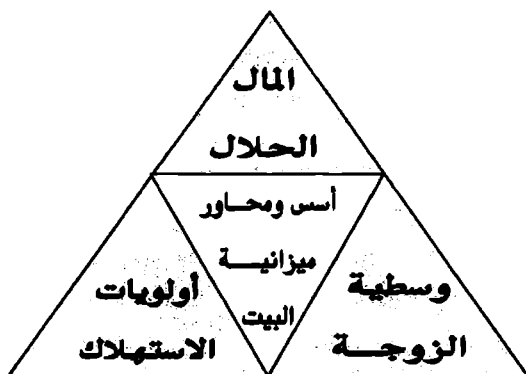 المال
الحلال
أسس ومحاور
ميزانية
البيت
وسطية
الزوجة
أولويات
الاستهلاك